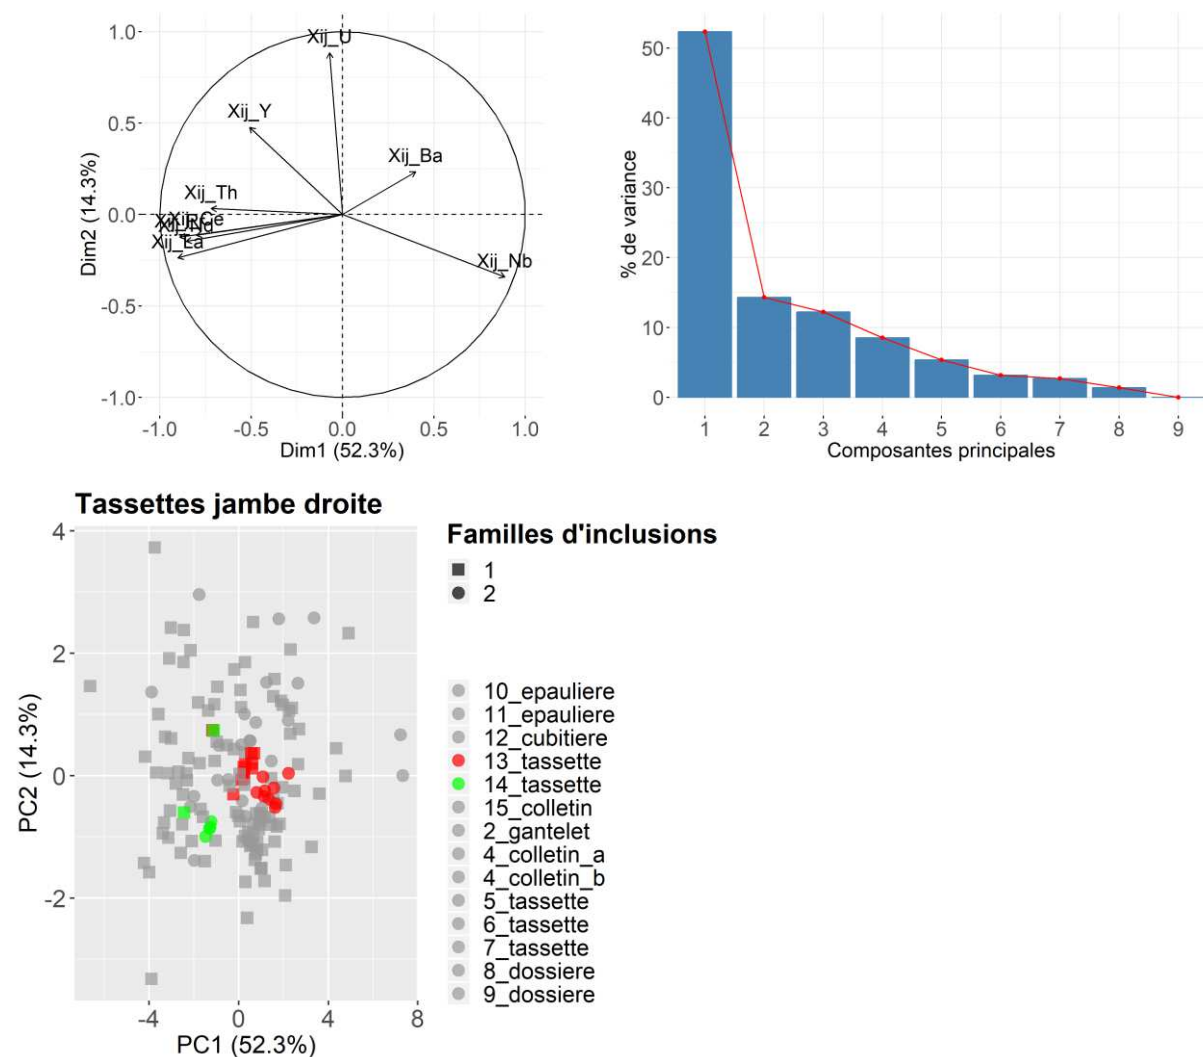 1.0
0.5
0.0
-0.5
-1.0
Dim2 (14.3%)
Xij_U
Xij_Y
Xij_Ba
Xij_Th
Xij_Ce
Xij_Nd
Xij_La
Xij_Nb
-1.0 -0.5 0.0 0.5 1.0
Dim1 (52.3%)
50
40
30
20
10
0
% de variance
1 2 3 4 5 6 7 8 9
Composantes principales
Tassettes jambe droite
4
2
0
-2
PC2 (14.3%)
-4 0 4 8
PC1 (52.3%)
Familles d'inclusions
1
2
10_epauliere
11_epauliere
12_cubitiere
13_tassette
14_tassette
15_colletin
2_gantelet
4_colletin_a
4_colletin_b
5_tassette
6_tassette
7_tassette
8_dossiere
9_dossiere